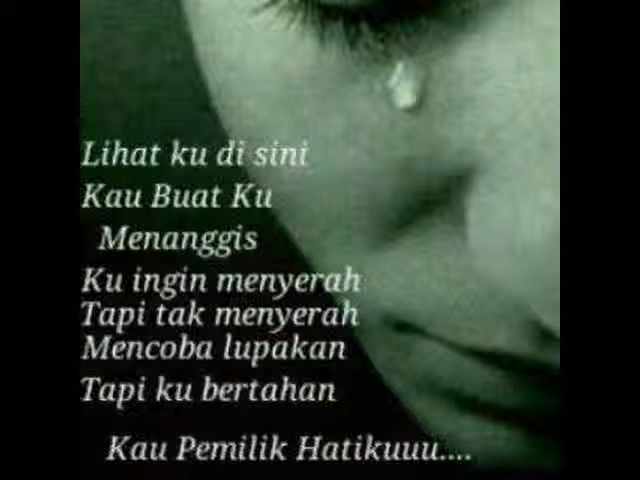 Lihat ku di sini
Kau Buat Ku
Menanggis
Ku ingin menyerah
Tapi tak menyerah
Mencoba lupakan
Tapi ku bertahan
Kau Pemilik Hatikuuu....